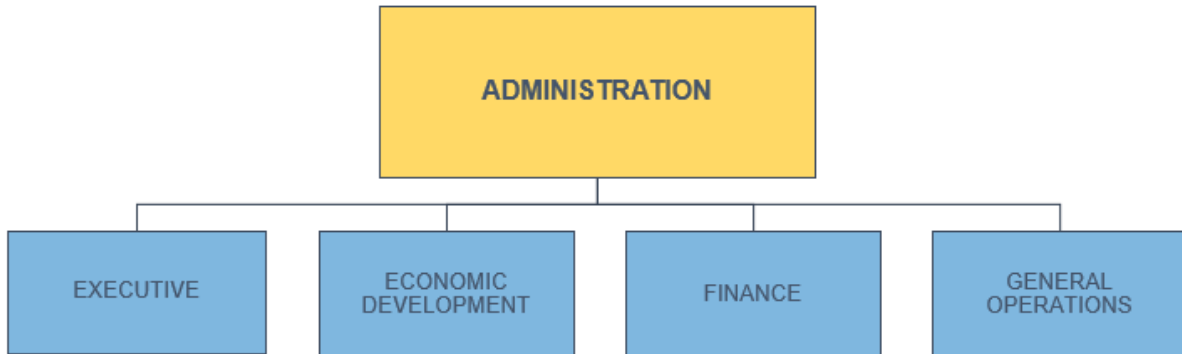 ADMINISTRATION
EXECUTIVE
ECONOMIC
DEVELOPMENT
FINANCE
GENERAL
OPERATIONS